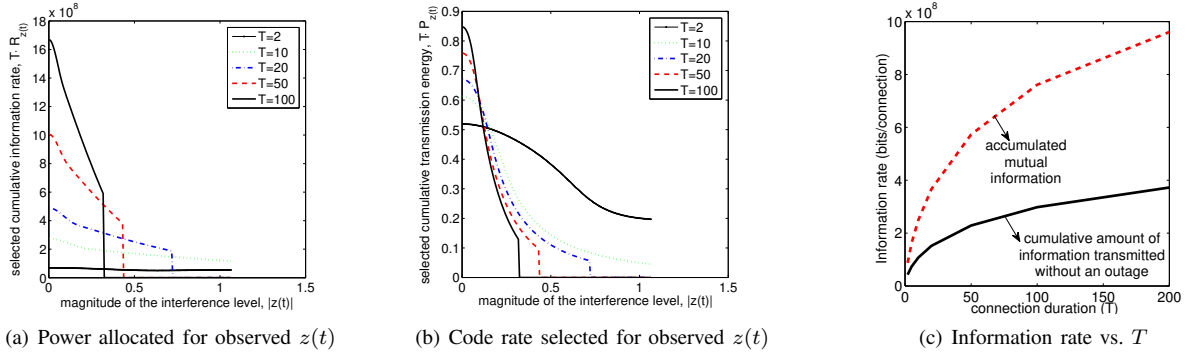 selected cumulative information rate, T· R_z(t)
18 x 10^8
16
14
12
10
8
6
4
2
0
0 0.5 1 1.5
magnitude of the interference level, |z(t)|
T=2
T=10
T=20
T=50
T=100
(a) Power allocated for observed z(t)
selected cumulative transmission energy, T· P_z(t)
0.9
0.8
0.7
0.6
0.5
0.4
0.3
0.2
0.1
0
0 0.5 1 1.5
magnitude of the interference level, |z(t)|
T=2
T=10
T=20
T=50
T=100
(b) Code rate selected for observed z(t)
Information rate (bits/connection)
10 x 10^8
8
6
4
2
0
0 50 100 150 200
connection duration (T)
accumulated
mutual
information
cumulative amount of
information transmitted
without an outage
(c) Information rate vs. T